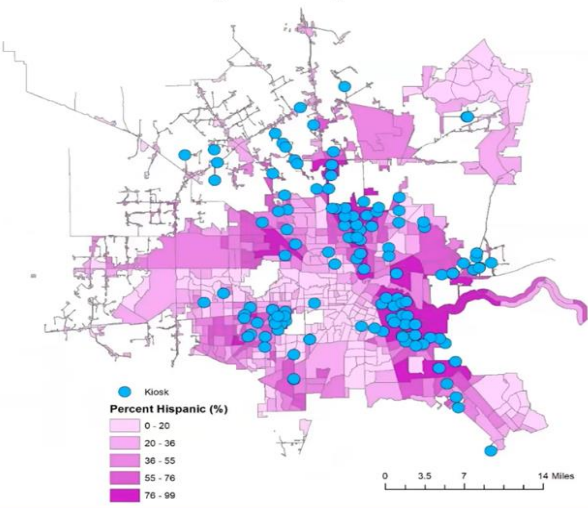 Kiosk
Percent Hispanic (%)
0 - 20
20 - 36
36 - 55
55 - 76
76 - 99
0 3.5 7 14 Miles